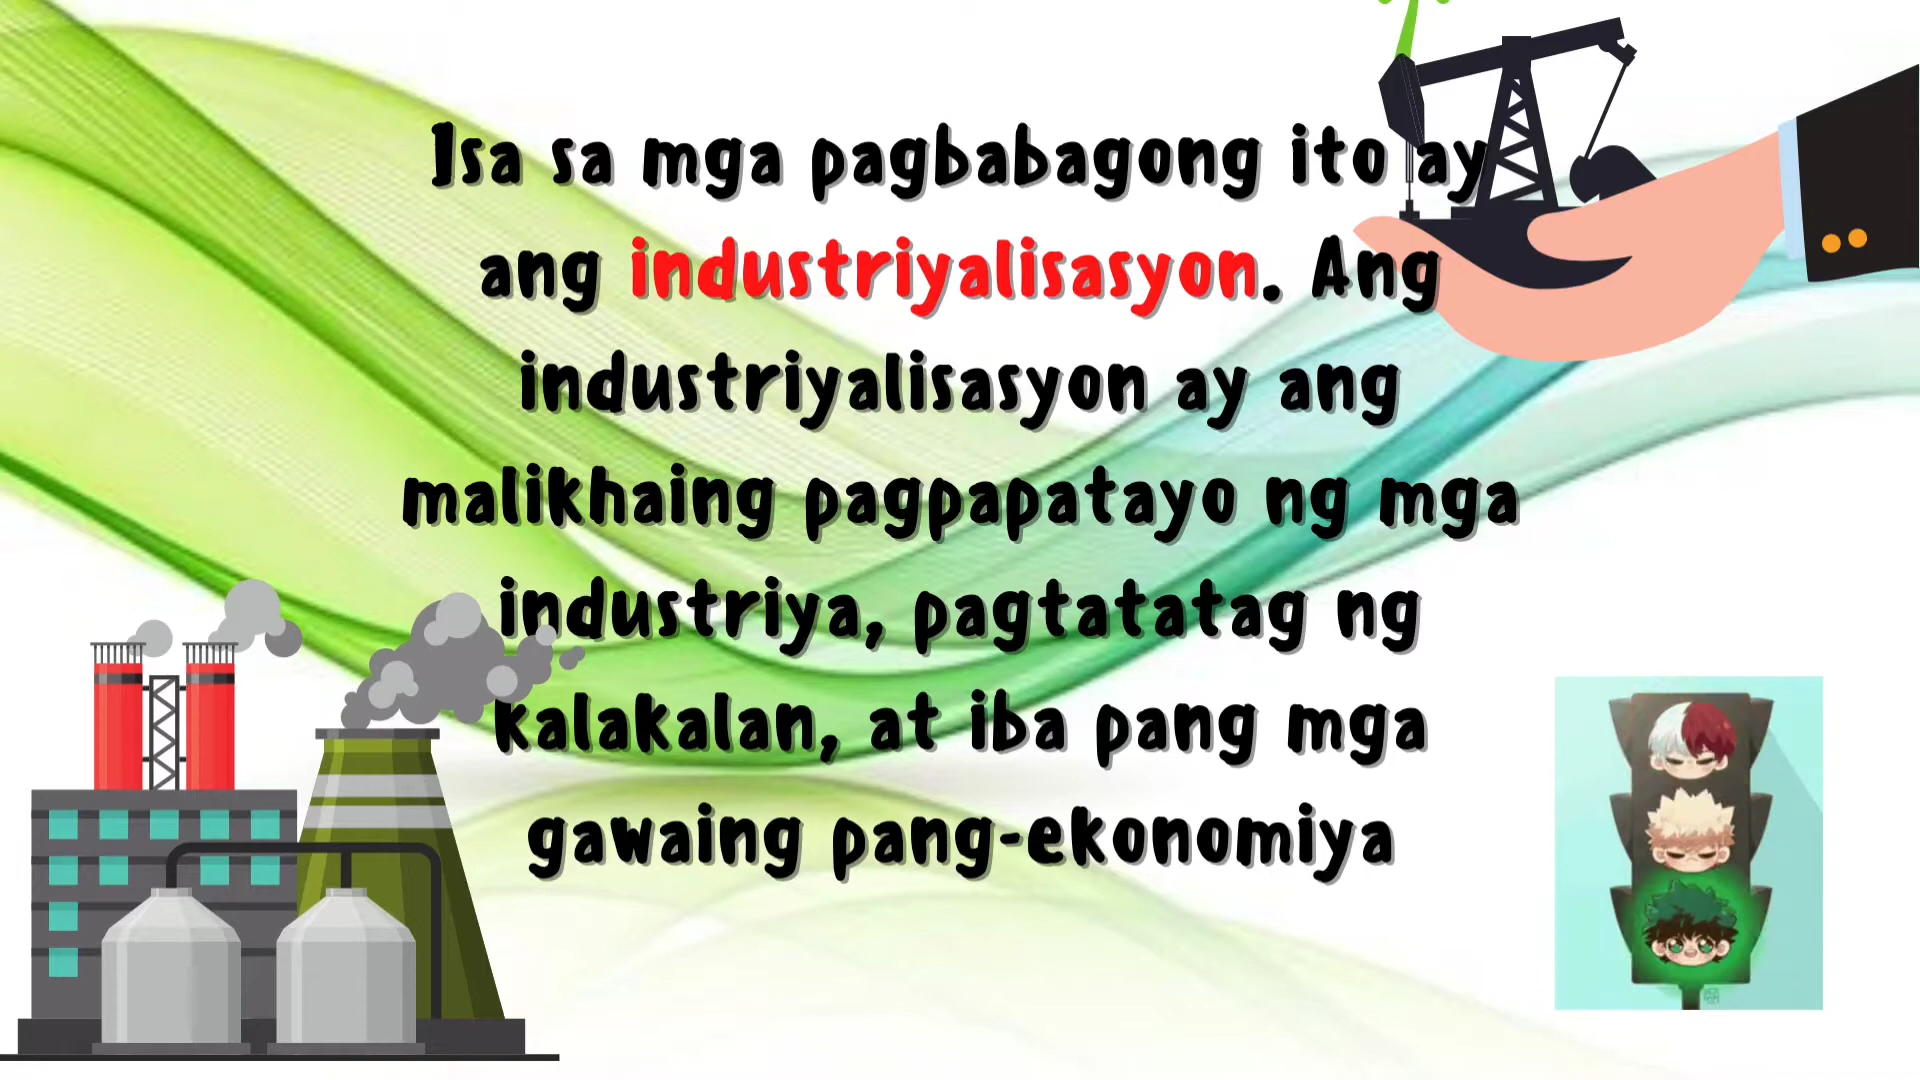 Isa sa mga pagbabagong ito ay
ang industriyalisasyon. Ang
industriyalisasyon ay ang
malikhaing pagpapatayo ng mga
industriya, pagtatatag ng
kalakalan, at iba pang mga
gawaing pang-ekonomiya